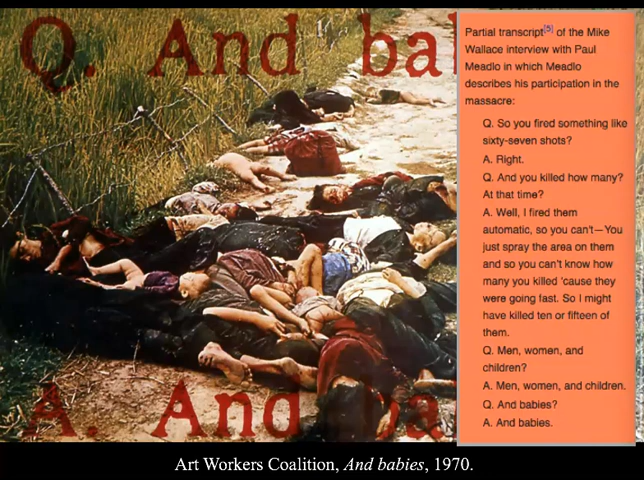 Q. And ba
Partial transcript[5] of the Mike
Wallace interview with Paul
Meadlo in which Meadlo
describes his participation in the
massacre:
Q. So you fired something like
sixty-seven shots?
A. Right.
Q. And you killed how many?
At that time?
A. Well, I fired them
automatic, so you can't—You
just spray the area on them
and so you can't know how
many you killed 'cause they
were going fast. So I might
have killed ten or fifteen of
them.
Q. Men, women, and
children?
A. Men, women, and children.
Q. And babies?
A. And babies.
A. And ba
Art Workers Coalition, And babies, 1970.